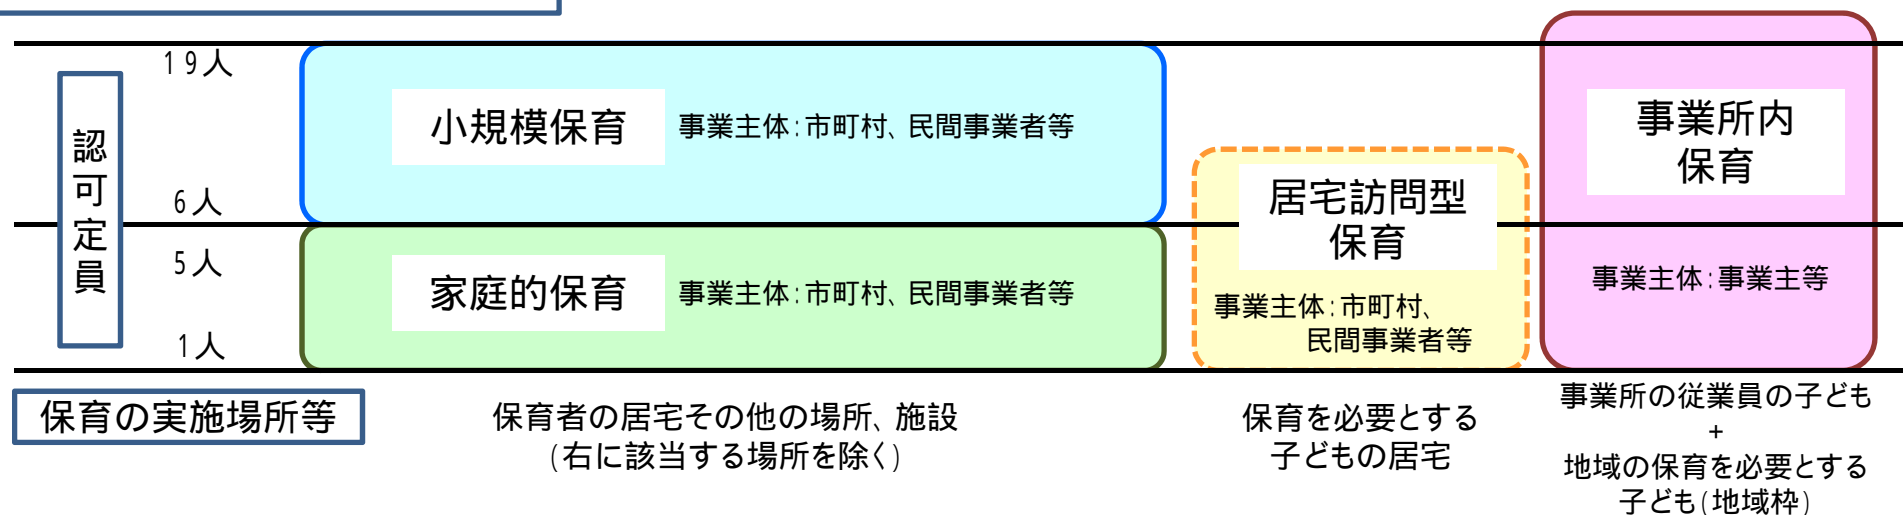 認可定員
19人
6人
5人
1人
小規模保育
事業主体:市町村、民間事業者等
家庭的保育
事業主体:市町村、民間事業者等
居宅訪問型
保育
事業主体:市町村、
民間事業者等
事業所内
保育
事業主体:事業主等
保育の実施場所等
保育者の居宅その他の場所、施設
(右に該当する場所を除く)
保育を必要とする
子どもの居宅
事業所の従業員の子ども
+
地域の保育を必要とする
子ども(地域枠)